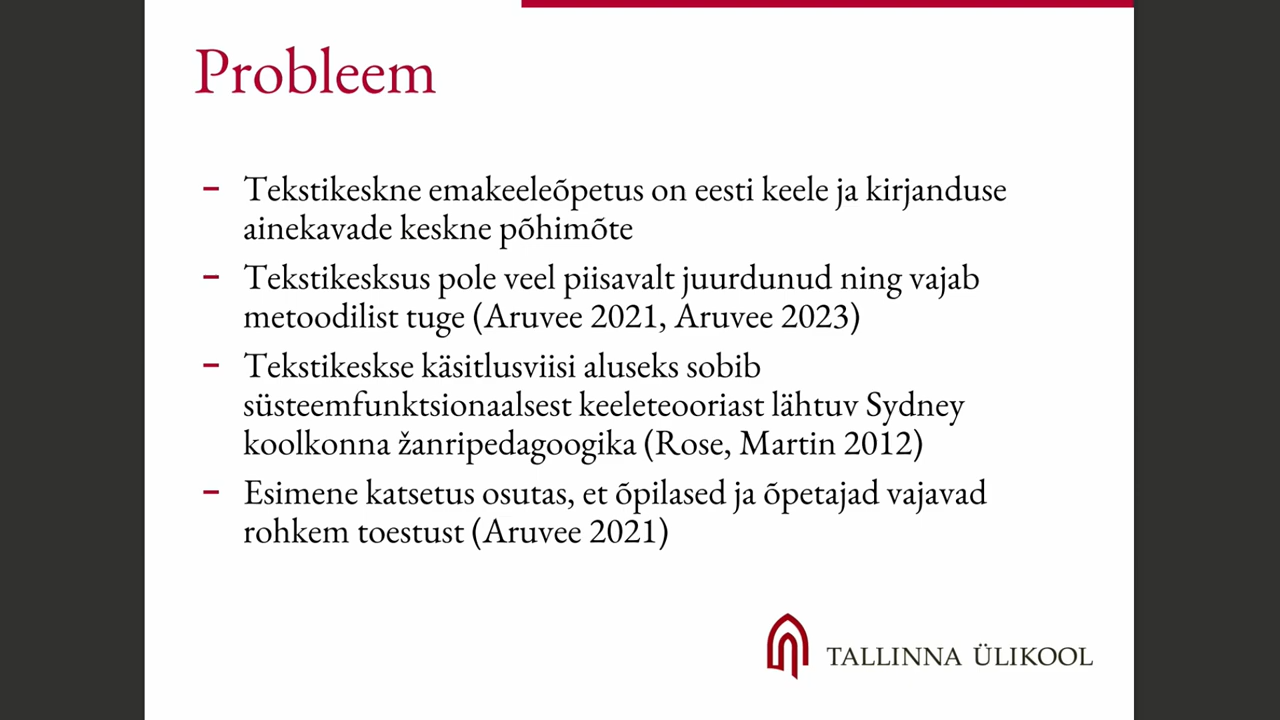 Probleem
– Tekstikeskne emakeeleõpetus on eesti keele ja kirjanduse
ainekavade keskne põhimõte
– Tekstikesksus pole veel piisavalt juurdunud ning vajab
metoodilist tuge (Aruvee 2021, Aruvee 2023)
– Tekstikeskse käsitlusviisi aluseks sobib
süsteemfunktsionaalsest keeleteooriast lähtuv Sydney
koolkonna žanripedagoogika (Rose, Martin 2012)
– Esimene katsetus osutas, et õpilased ja õpetajad vajavad
rohkem toestust (Aruvee 2021)
TALLINNA ÜLIKOOL